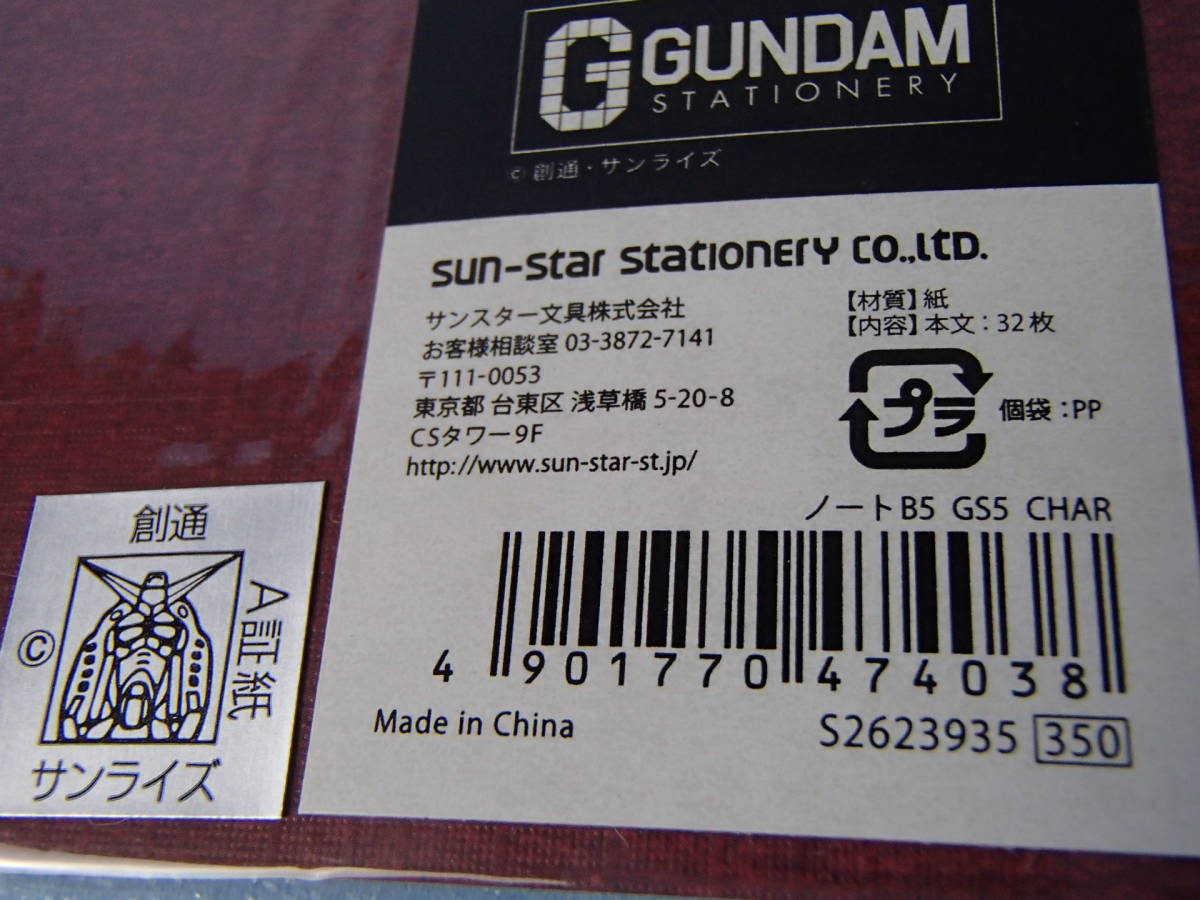 G GUNDAM
STATIONERY
© 創通・サンライズ
sun-star stationery co.,ltd.
サンスター文具株式会社
お客様相談室 03-3872-7141
〒111-0053
東京都 台東区 浅草橋 5-20-8
CSタワー9F
http://www.sun-star-st.jp/
【材質】紙
【内容】本文:32枚
プラ
個袋:PP
ノートB5 GS5 CHAR
4 901770 474038
Made in China
S2623935 350
創通
A証紙
©
サンライズ